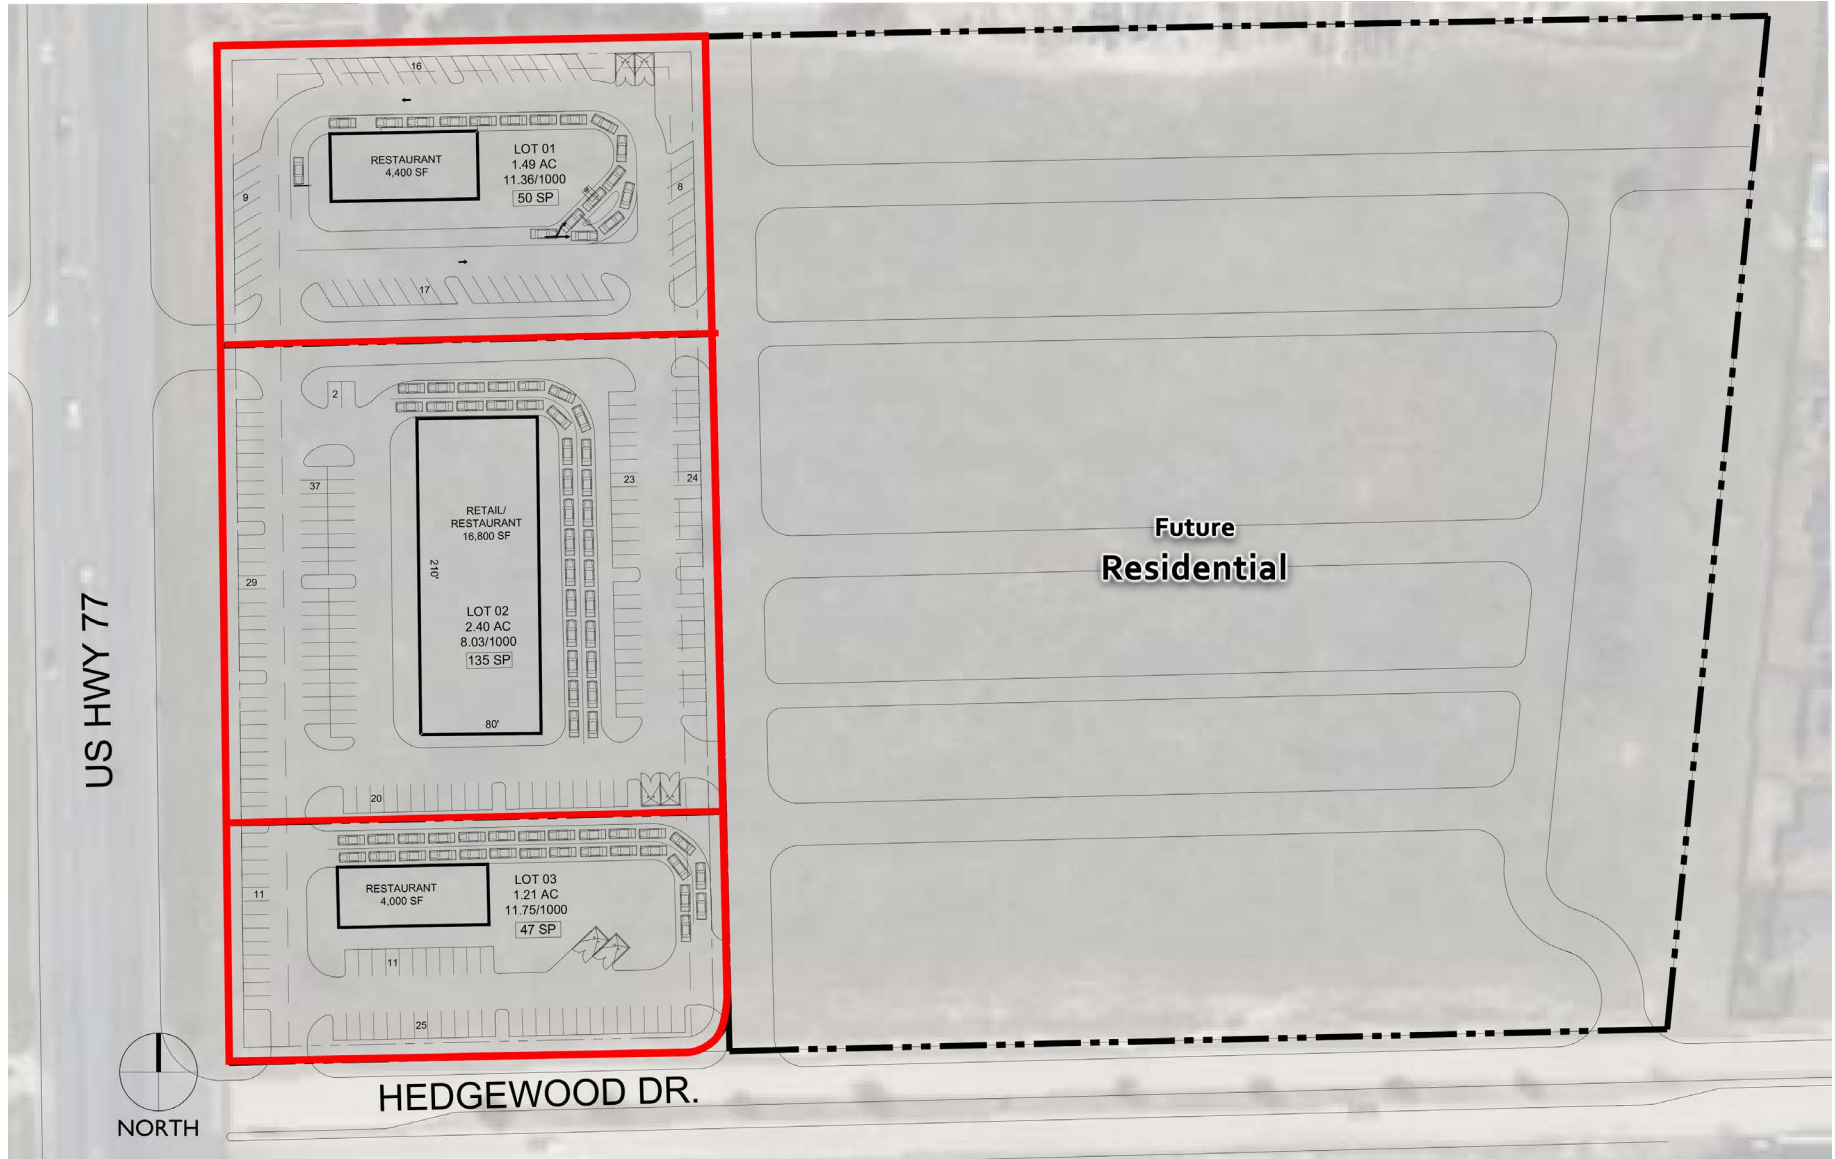 16
RESTAURANT
4,400 SF
LOT 01
1.49 AC
11.36/1000
50 SP
9
8
17
2
37
23
24
RETAIL/
RESTAURANT
16,800 SF
210'
29
LOT 02
2.40 AC
8.03/1000
135 SP
80'
20
RESTAURANT
4,000 SF
LOT 03
1.21 AC
11.75/1000
47 SP
11
11
25
Future
Residential
US HWY 77
HEDGEWOOD DR.
NORTH